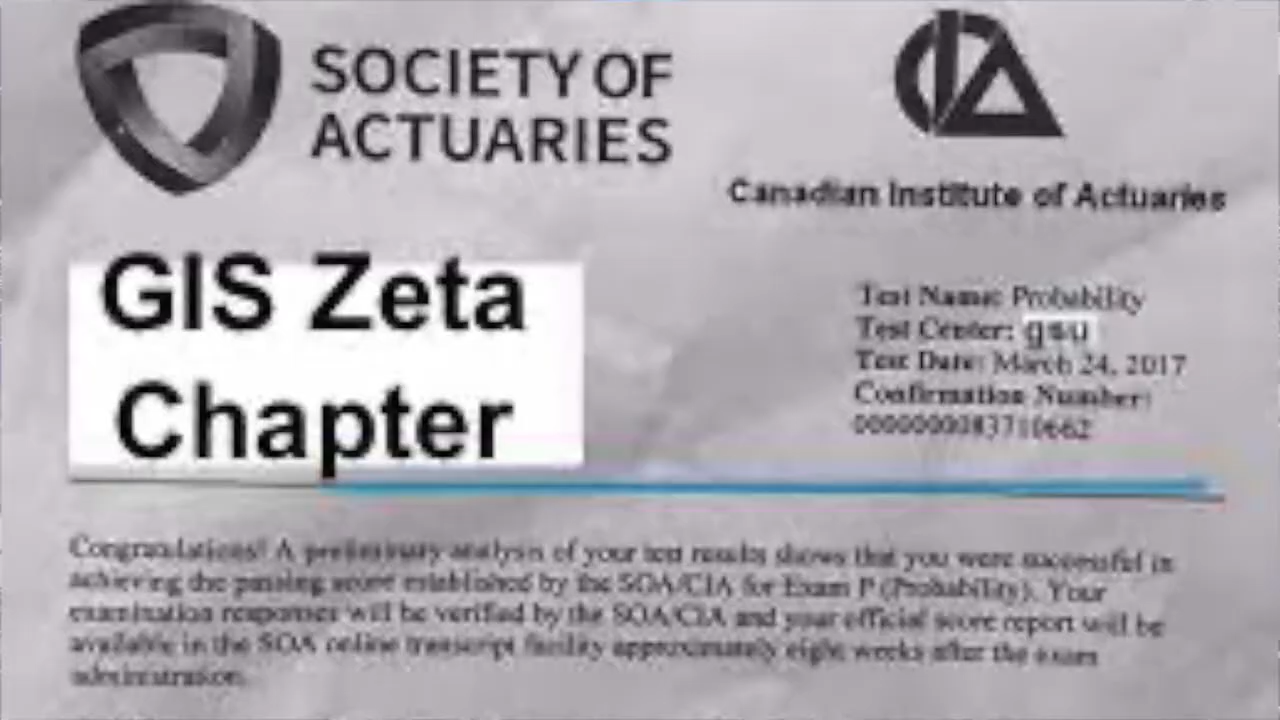 SOCIETY OF
ACTUARIES
Canadian Institute of Actuaries
GIS Zeta
Chapter
Test Name: Probability
Test Center: gsu
Test Date: March 24, 2017
Confirmation Number:
0000000083710662
Congratulations! A preliminary analysis of your test results shows that you were successful in
achieving the passing score established by the SOA/CIA for Exam P (Probability). Your
examination responses will be verified by the SOA/CIA and your official score report will be
available in the SOA online transcript facility approximately eight weeks after the exam
administration.